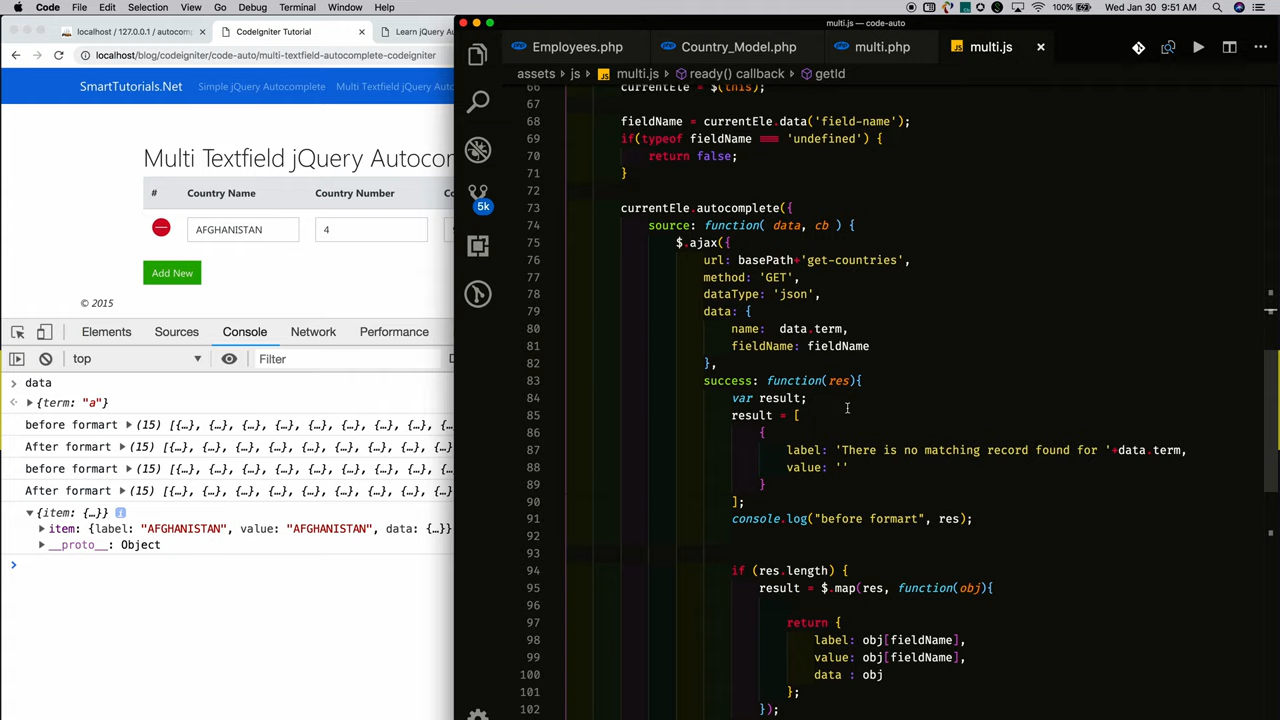 Code File Edit Selection View Go Debug Terminal Window Help 100% Wed Jan 30 9:51 AM
localhost / 127.0.0.1 / autocom
CodeIgniter Tutorial
Learn jQuery A
multi.js — code-auto
localhost/blog/codeigniter/code-auto/multi-textfield-autocomplete-codeigniter
Employees.php Country_Model.php multi.php multi.js
assets js multi.js ready() callback getId
SmartTutorials.Net Simple jQuery Autocomplete Multi Textfield jQuery Au
Multi Textfield jQuery Autocor
# Country Name Country Number Co
AFGHANISTAN 4
Add New
© 2015
Elements Sources Console Network Performance
top Filter
data
{term: "a"}
before formart (15) [{…}, {…}, {…}, {…}, {…}, {…}, {…},
After formart (15) [{…}, {…}, {…}, {…}, {…}, {…}, {…},
before formart (15) [{…}, {…}, {…}, {…}, {…}, {…}, {…},
After formart (15) [{…}, {…}, {…}, {…}, {…}, {…}, {…},
{item: {…}} i
item: {label: "AFGHANISTAN", value: "AFGHANISTAN", data: {…}
__proto__: Object
5k
66 currentEle = $(this);
67
68 fieldName = currentEle.data('field-name');
69 if(typeof fieldName === 'undefined') {
70 return false;
71 }
72
73 currentEle.autocomplete({
74 source: function( data, cb ) {
75 $.ajax({
76 url: basePath+'get-countries',
77 method: 'GET',
78 dataType: 'json',
79 data: {
80 name: data.term,
81 fieldName: fieldName
82 },
83 success: function(res){
84 var result;
85 result = [
86 {
87 label: 'There is no matching record found for '+data.term,
88 value: ''
89 }
90 ];
91 console.log("before formart", res);
92
93
94 if (res.length) {
95 result = $.map(res, function(obj){
96
97 return {
98 label: obj[fieldName],
99 value: obj[fieldName],
100 data : obj
101 };
102 });